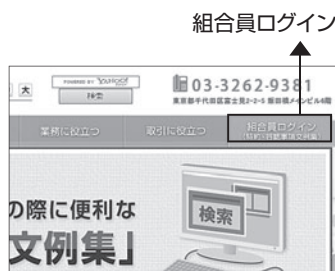 組合員ログイン
大
POWERED BY YAHOO!
検索
03-3262-9381
東京都千代田区富士見2-2-5 飯田橋メインビル4階
業務に役立つ
取引に役立つ
組合員ログイン
の際に便利な
文例集」
検索